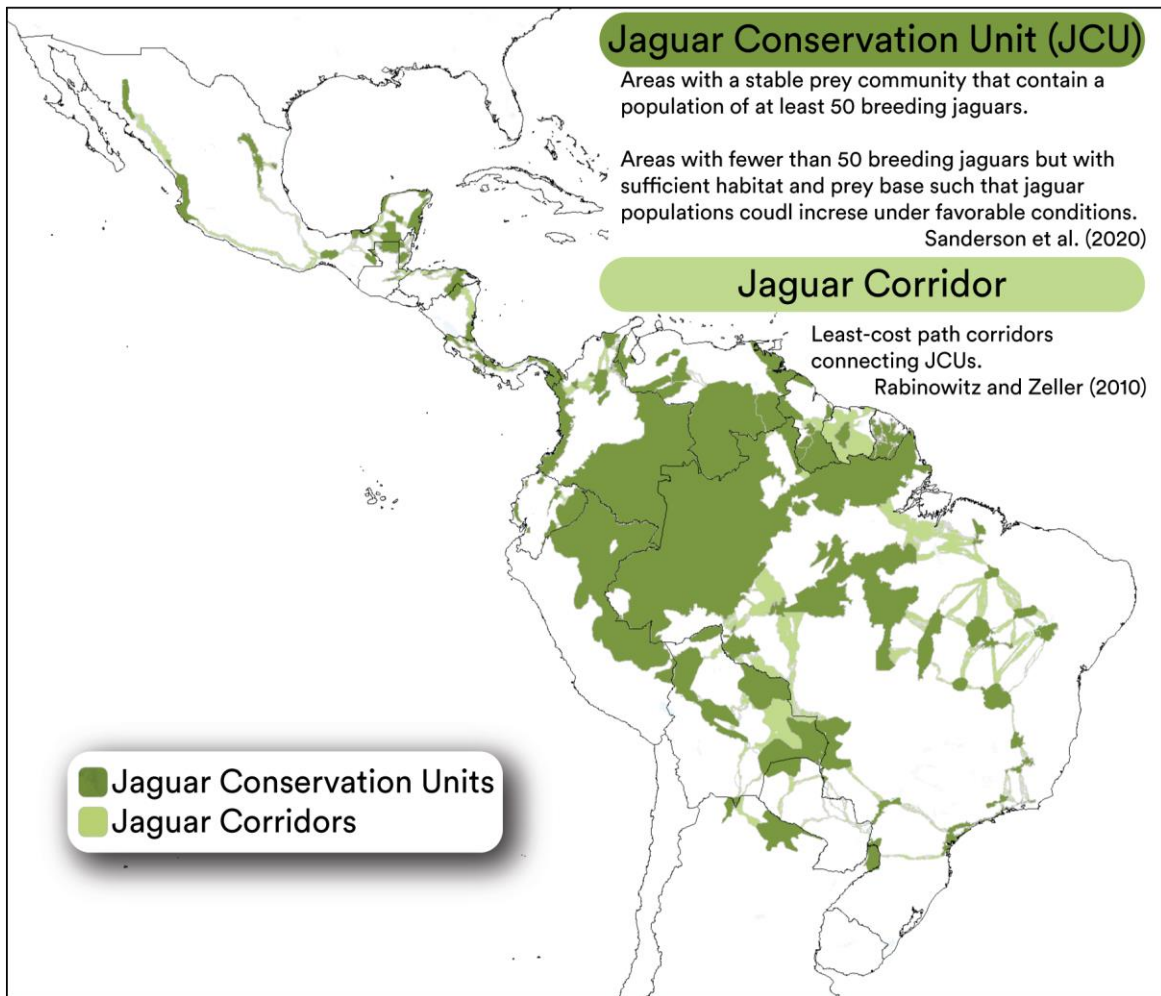 Jaguar Conservation Unit (JCU)
Areas with a stable prey community that contain a
population of at least 50 breeding jaguars.
Areas with fewer than 50 breeding jaguars but with
sufficient habitat and prey base such that jaguar
populations coudl increse under favorable conditions.
Sanderson et al. (2020)
Jaguar Corridor
Least-cost path corridors
connecting JCUs.
Rabinowitz and Zeller (2010)
Jaguar Conservation Units
Jaguar Corridors